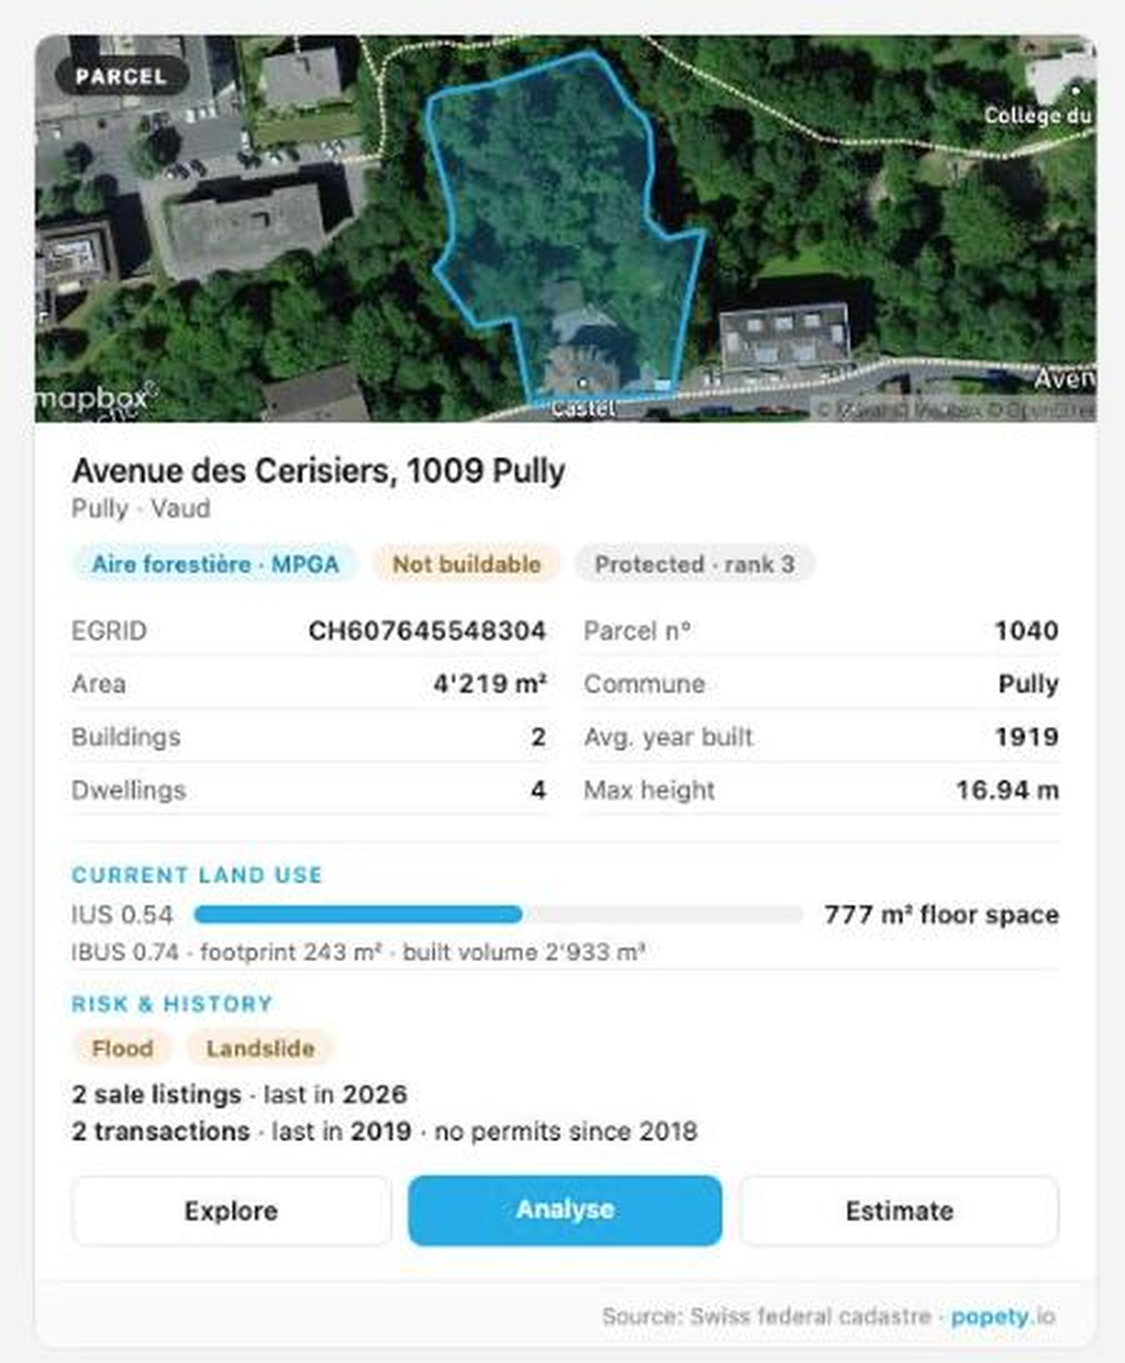 PARCEL
Collège du
mapbox
Aven
Castel
Avenue des Cerisiers, 1009 Pully
Pully · Vaud
Aire forestière · MPGA
Not buildable
Protected · rank 3
EGRID CH607645548304 Parcel n° 1040
Area 4'219 m² Commune Pully
Buildings 2 Avg. year built 1919
Dwellings 4 Max height 16.94 m
CURRENT LAND USE
IUS 0.54 777 m² floor space
IBUS 0.74 · footprint 243 m² · built volume 2'933 m³
RISK & HISTORY
Flood
Landslide
2 sale listings · last in 2026
2 transactions · last in 2019 · no permits since 2018
Explore
Analyse
Estimate
Source: Swiss federal cadastre · popety.io